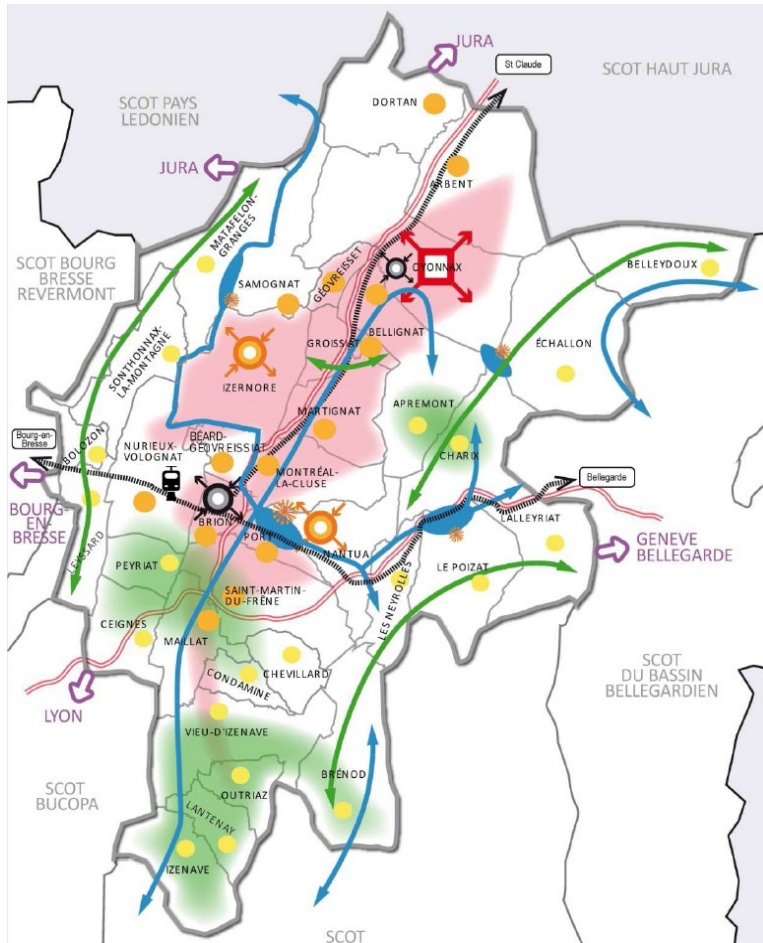 JURA
St Claude
SCOT HAUT JURA
SCOT PAYS
LEDONIEN
DORTAN
JURA
ARBENT
MATAFELON-
GRANGES
SCOT BOURG
BRESSE
REVERMONT
SAMOGNAT
GÉOVREISSET
OYONNAX
BELLEYDOUX
SONTHONNAX-
LA-MONTAGNE
GROISSIAT
BELLIGNAT
ÉCHALLON
IZERNORE
APREMONT
MARTIGNAT
CHARIX
Bourg-en-
Bresse
BOLOZON
NURIEUX-
VOLOGNAT
BÉARD-
GÉOVREISSIAT
MONTRÉAL-
LA-CLUSE
Bellegarde
BOURG-
EN-
BRESSE
BRION
PORT
NANTUA
LALLEYRIAT
GENEVE
BELLEGARDE
LEYSSARD
PEYRIAT
LES NEYROLLES
LE POIZAT
SAINT-MARTIN-
DU-FRÊNE
CEIGNES
MAILLAT
CHEVILLARD
CONDAMINE
SCOT
DU BASSIN
BELLEGARDIEN
LYON
VIEU-D'IZENAVE
SCOT
BUCOPA
OUTRIAZ
BRÉNOD
LANTENAY
IZENAVE
SCOT